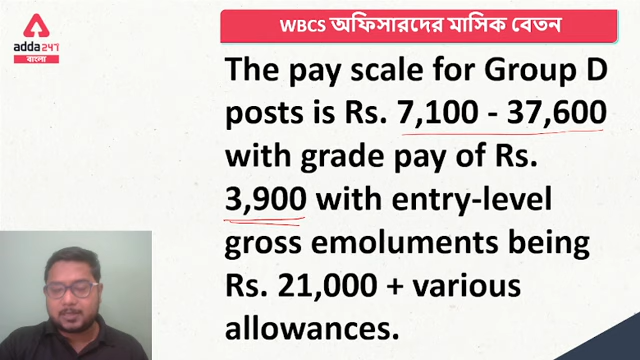 adda247
বাংলা
WBCS অফিসারদের মাসিক বেতন
The pay scale for Group D
posts is Rs. 7,100 - 37,600
with grade pay of Rs.
3,900 with entry-level
gross emoluments being
Rs. 21,000 + various
allowances.